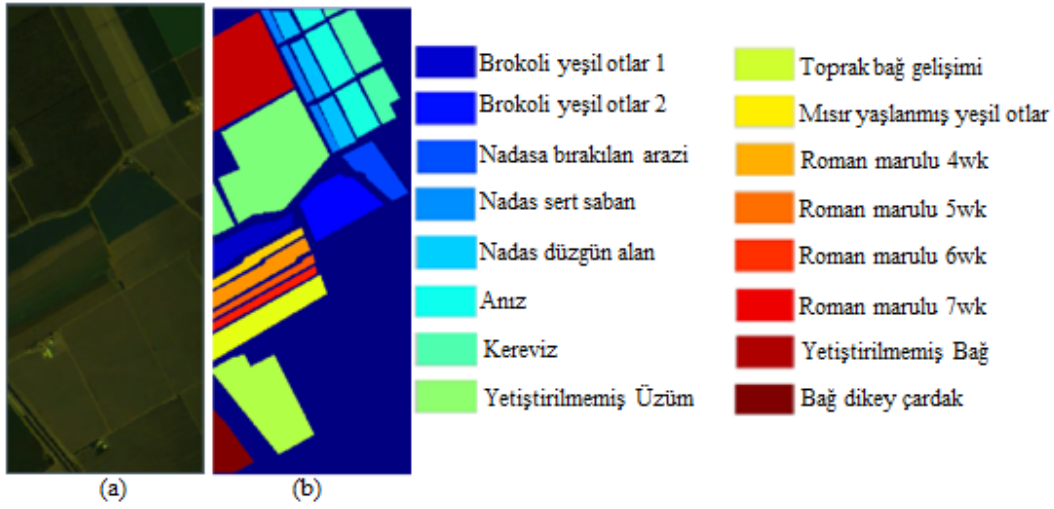 Brokoli yeşil otlar 1
Brokoli yeşil otlar 2
Nadasa bırakılan arazi
Nadas sert saban
Nadas düzgün alan
Anız
Kereviz
Yetiştirilmemiş Üzüm
Toprak bağ gelişimi
Mısır yaşlanmış yeşil otlar
Roman marulu 4wk
Roman marulu 5wk
Roman marulu 6wk
Roman marulu 7wk
Yetiştirilmemiş Bağ
Bağ dikey çardak
(a)
(b)